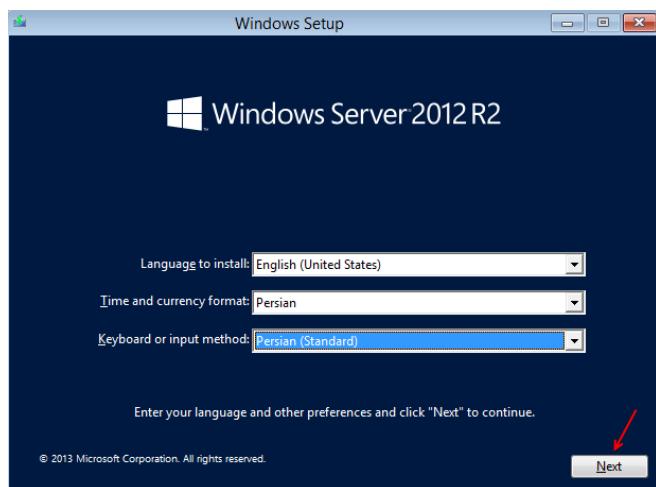 Windows Setup
Windows Server 2012 R2
Language to install: English (United States)
Time and currency format: Persian
Keyboard or input method: Persian (Standard)
Enter your language and other preferences and click "Next" to continue.
© 2013 Microsoft Corporation. All rights reserved.
Next